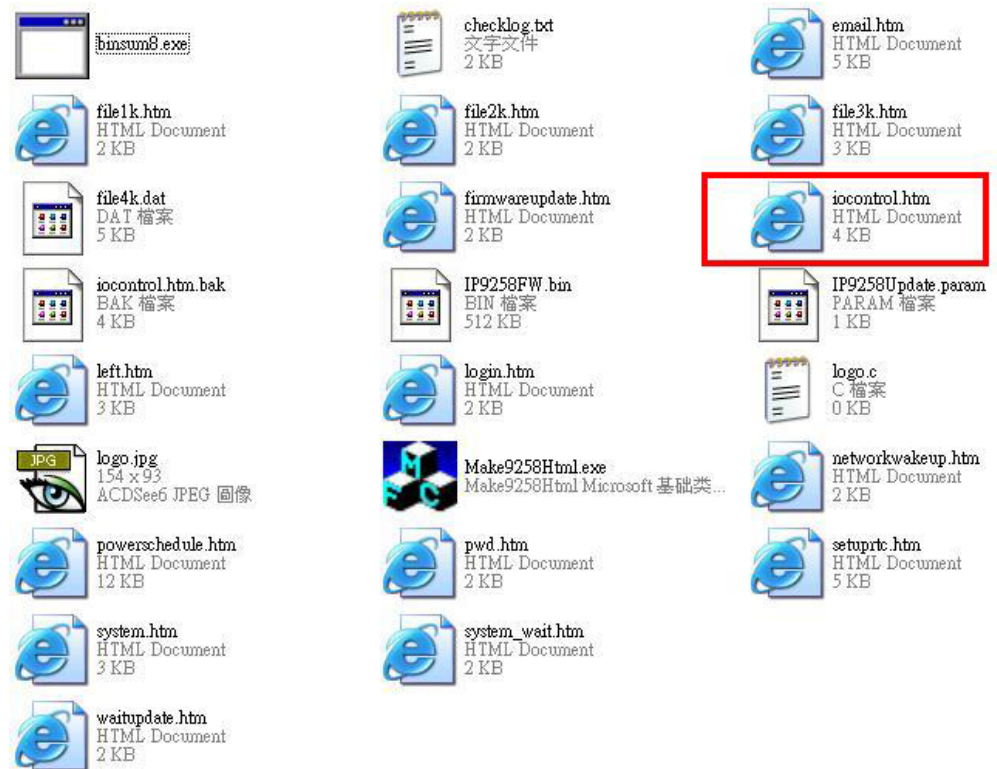 binsum8.exe
checklog.txt
文字文件
2 KB
email.htm
HTML Document
5 KB
file1k.htm
HTML Document
2 KB
file2k.htm
HTML Document
2 KB
file3k.htm
HTML Document
3 KB
file4k.dat
DAT 檔案
5 KB
firmwareupdate.htm
HTML Document
2 KB
iocontrol.htm
HTML Document
4 KB
iocontrol.htm.bak
BAK 檔案
4 KB
IP9258FW.bin
BIN 檔案
512 KB
IP9258Update.param
PARAM 檔案
1 KB
left.htm
HTML Document
3 KB
login.htm
HTML Document
2 KB
logo.c
C 檔案
0 KB
JPG
logo.jpg
154 x 93
ACDSee6 JPEG 圖像
M
F C
Make9258Html.exe
Make9258Html Microsoft 基础类...
networkwakeup.htm
HTML Document
2 KB
powerschedule.htm
HTML Document
12 KB
pwd.htm
HTML Document
2 KB
setuprtc.htm
HTML Document
5 KB
system.htm
HTML Document
3 KB
system_wait.htm
HTML Document
2 KB
waitupdate.htm
HTML Document
2 KB